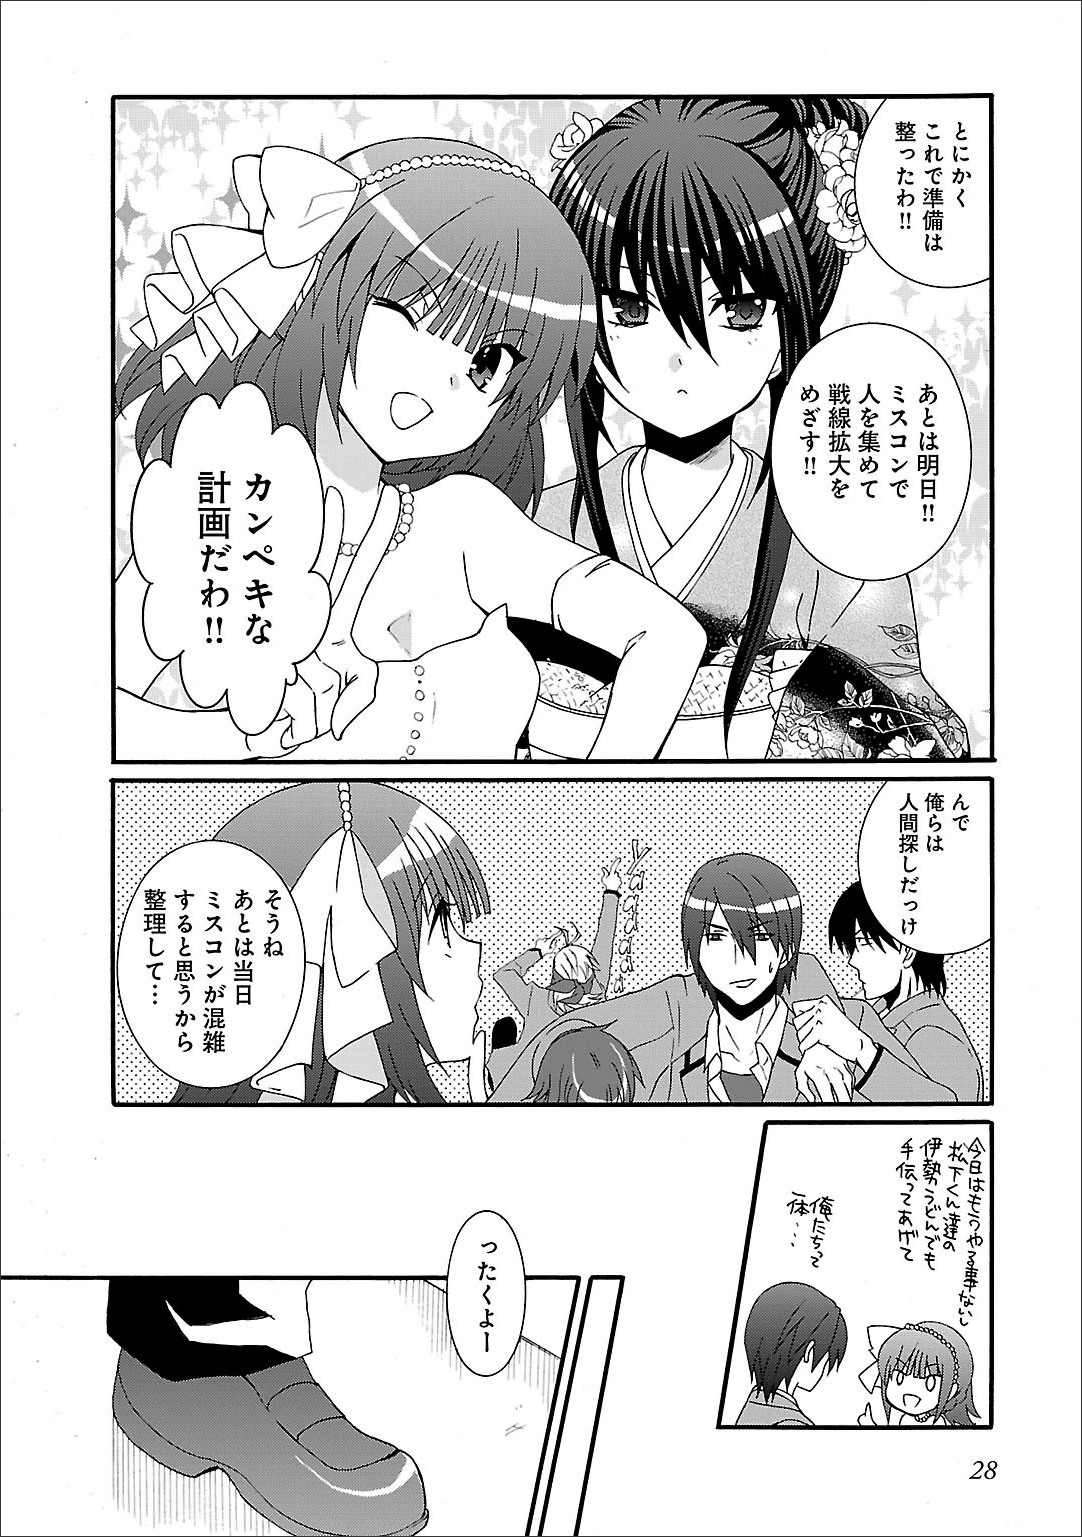 とにかく
これで準備は
整ったわ!!
あとは明日!!
ミスコンで
人を集めて
戦線拡大を
めざす!!
カンペキな
計画だわ!!
んで
俺らは
人間探しだっけ
Yaaaaaa
そうね
あとは当日
ミスコンが混雑
すると思うから
整理して…
今日はもうやる事ないし
松下くん達の
伊勢うどんでも
手伝ってあげて
俺たちって
一体…
ったくよー
28